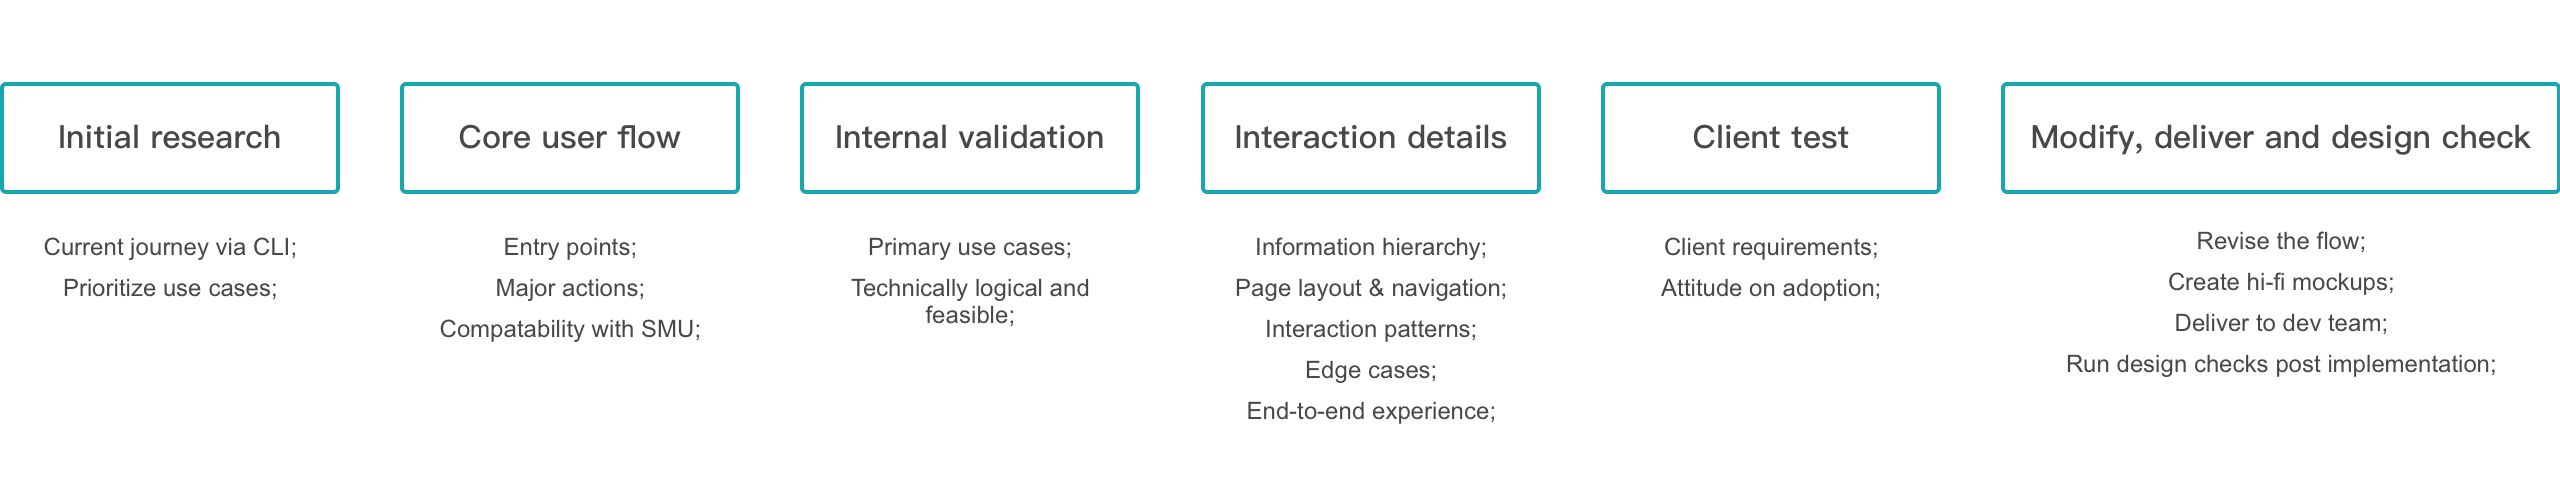 Initial research
Current journey via CLI;
Prioritize use cases;
Core user flow
Entry points;
Major actions;
Compatability with SMU;
Internal validation
Primary use cases;
Technically logical and
feasible;
Interaction details
Information hierarchy;
Page layout & navigation;
Interaction patterns;
Edge cases;
End-to-end experience;
Client test
Client requirements;
Attitude on adoption;
Modify, deliver and design check
Revise the flow;
Create hi-fi mockups;
Deliver to dev team;
Run design checks post implementation;